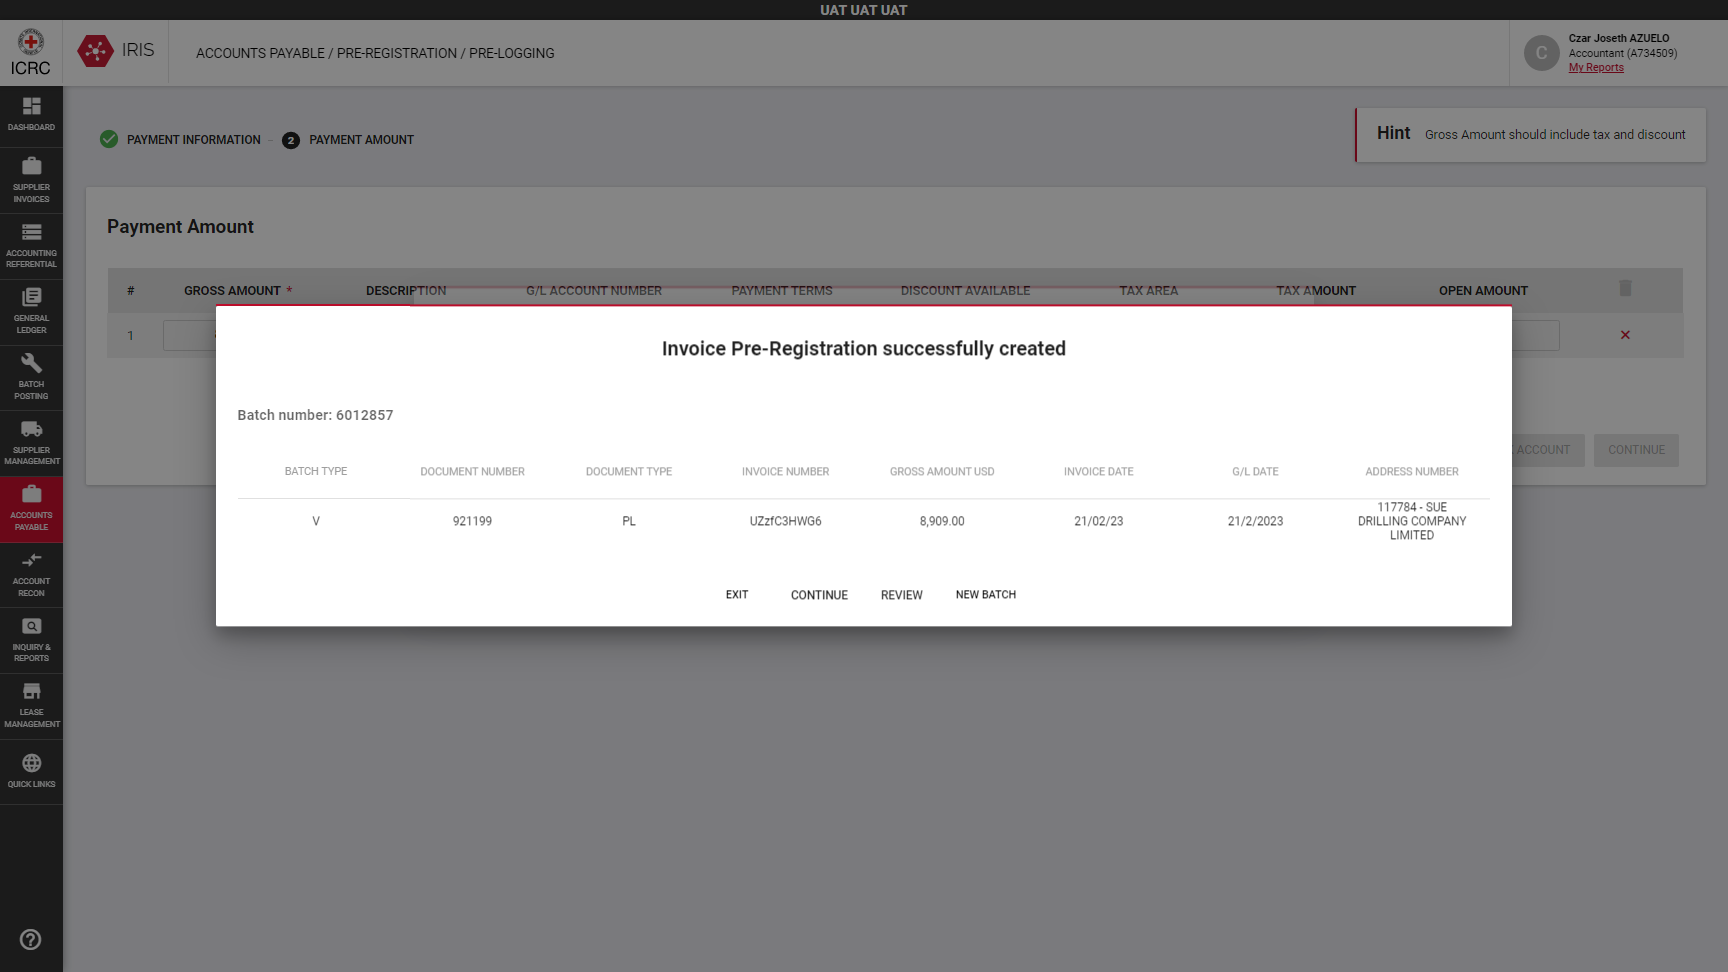 UAT UAT UAT
ICRC
IRIS
ACCOUNTS PAYABLE / PRE-REGISTRATION / PRE-LOGGING
C
Czar Joseth AZUELO
Accountant (A734509)
My Reports
DASHBOARD
SUPPLIER
INVOICES
ACCOUNTING
REFERENTIAL
GENERAL
LEDGER
BATCH
POSTING
SUPPLIER
MANAGEMENT
ACCOUNTS
PAYABLE
ACCOUNT
RECON
INQUIRY &
REPORTS
LEASE
MANAGEMENT
QUICK LINKS
PAYMENT INFORMATION - 2 PAYMENT AMOUNT
Hint Gross Amount should include tax and discount
Payment Amount
# GROSS AMOUNT * DESCRIPTION G/L ACCOUNT NUMBER PAYMENT TERMS DISCOUNT AVAILABLE TAX AREA TAX AMOUNT OPEN AMOUNT
1
ACCOUNT CONTINUE
Invoice Pre-Registration successfully created
Batch number: 6012857
BATCH TYPE DOCUMENT NUMBER DOCUMENT TYPE INVOICE NUMBER GROSS AMOUNT USD INVOICE DATE G/L DATE ADDRESS NUMBER
V 921199 PL UZzfC3HWG6 8,909.00 21/02/23 21/2/2023 117784 - SUE
DRILLING COMPANY
LIMITED
EXIT CONTINUE REVIEW NEW BATCH